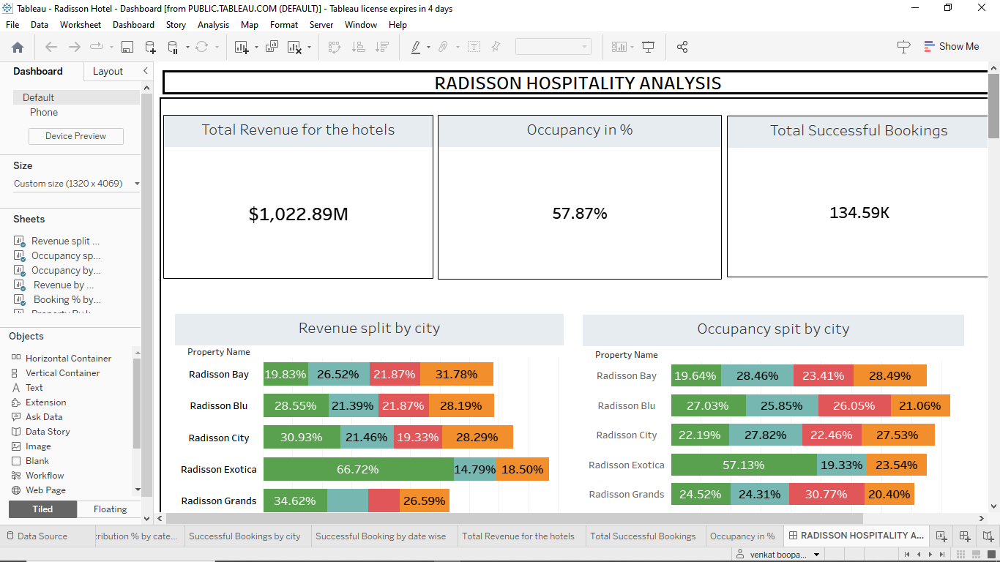 Tableau - Radisson Hotel - Dashboard [from PUBLIC.TABLEAU.COM (DEFAULT)] - Tableau license expires in 4 days
File Data Worksheet Dashboard Story Analysis Map Format Server Window Help
Show Me
Dashboard Layout
Default
Phone
Device Preview
Size
Custom size (1320 x 4069)
Sheets
Revenue split ...
Occupancy sp...
Occupancy by...
Revenue by ...
Booking % by...
Objects
Horizontal Container
Vertical Container
Text
Extension
Ask Data
Data Story
Image
Blank
Workflow
Web Page
Tiled Floating
RADISSON HOSPITALITY ANALYSIS
Total Revenue for the hotels
$1,022.89M
Occupancy in %
57.87%
Total Successful Bookings
134.59K
Revenue split by city
Property Name
Radisson Bay 19.83% 26.52% 21.87% 31.78%
Radisson Blu 28.55% 21.39% 21.87% 28.19%
Radisson City 30.93% 21.46% 19.33% 28.29%
Radisson Exotica 66.72% 14.79% 18.50%
Radisson Grands 34.62% 26.59%
Occupancy spit by city
Property Name
Radisson Bay 19.64% 28.46% 23.41% 28.49%
Radisson Blu 27.03% 25.85% 26.05% 21.06%
Radisson City 22.19% 27.82% 22.46% 27.53%
Radisson Exotica 57.13% 19.33% 23.54%
Radisson Grands 24.52% 24.31% 30.77% 20.40%
Data Source tribution % by cate... Successful Bookings by city Successful Booking by date wise Total Revenue for the hotels Total Successful Bookings Occupancy in % RADISSON HOSPITALITY A...
venkat boopa...